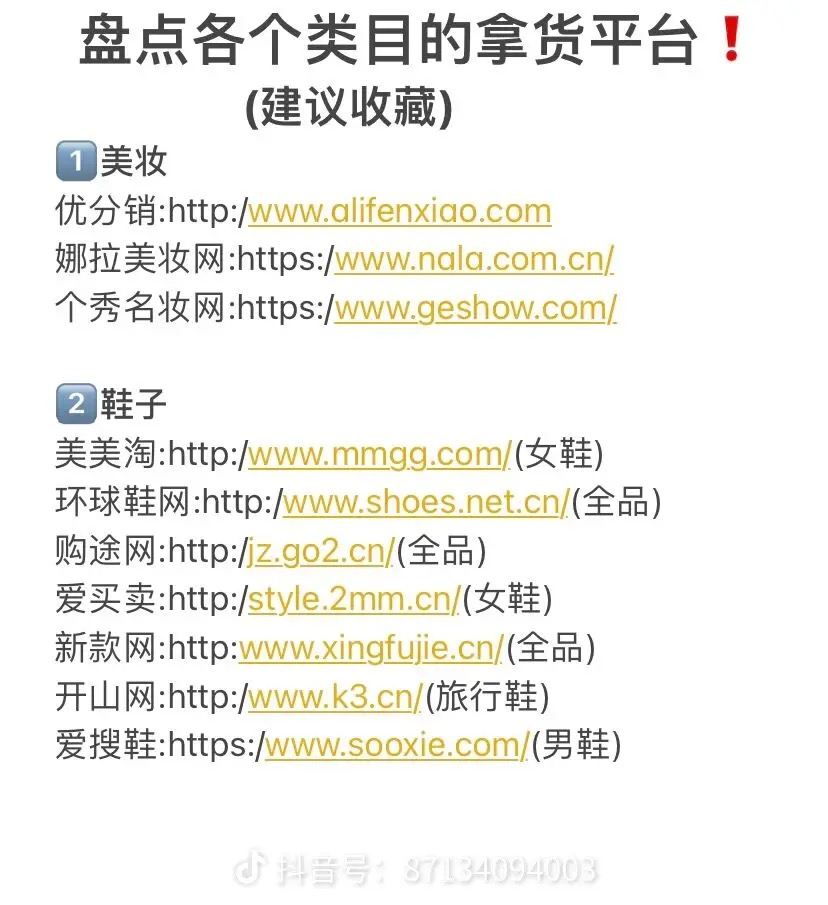 盘点各个类目的拿货平台❗
(建议收藏)
1️⃣美妆
优分销:http:/www.alifenxiao.com
娜拉美妆网:https:/www.nala.com.cn/
个秀名妆网:https:/www.geshow.com/
2️⃣鞋子
美美淘:http:/www.mmgg.com/(女鞋)
环球鞋网:http:/www.shoes.net.cn/(全品)
购途网:http:/jz.go2.cn/(全品)
爱买卖:http:/style.2mm.cn/(女鞋)
新款网:http:www.xingfujie.cn/(全品)
开山网:http:/www.k3.cn/(旅行鞋)
爱搜鞋:https:/www.sooxie.com/(男鞋)
抖音号：87134094003